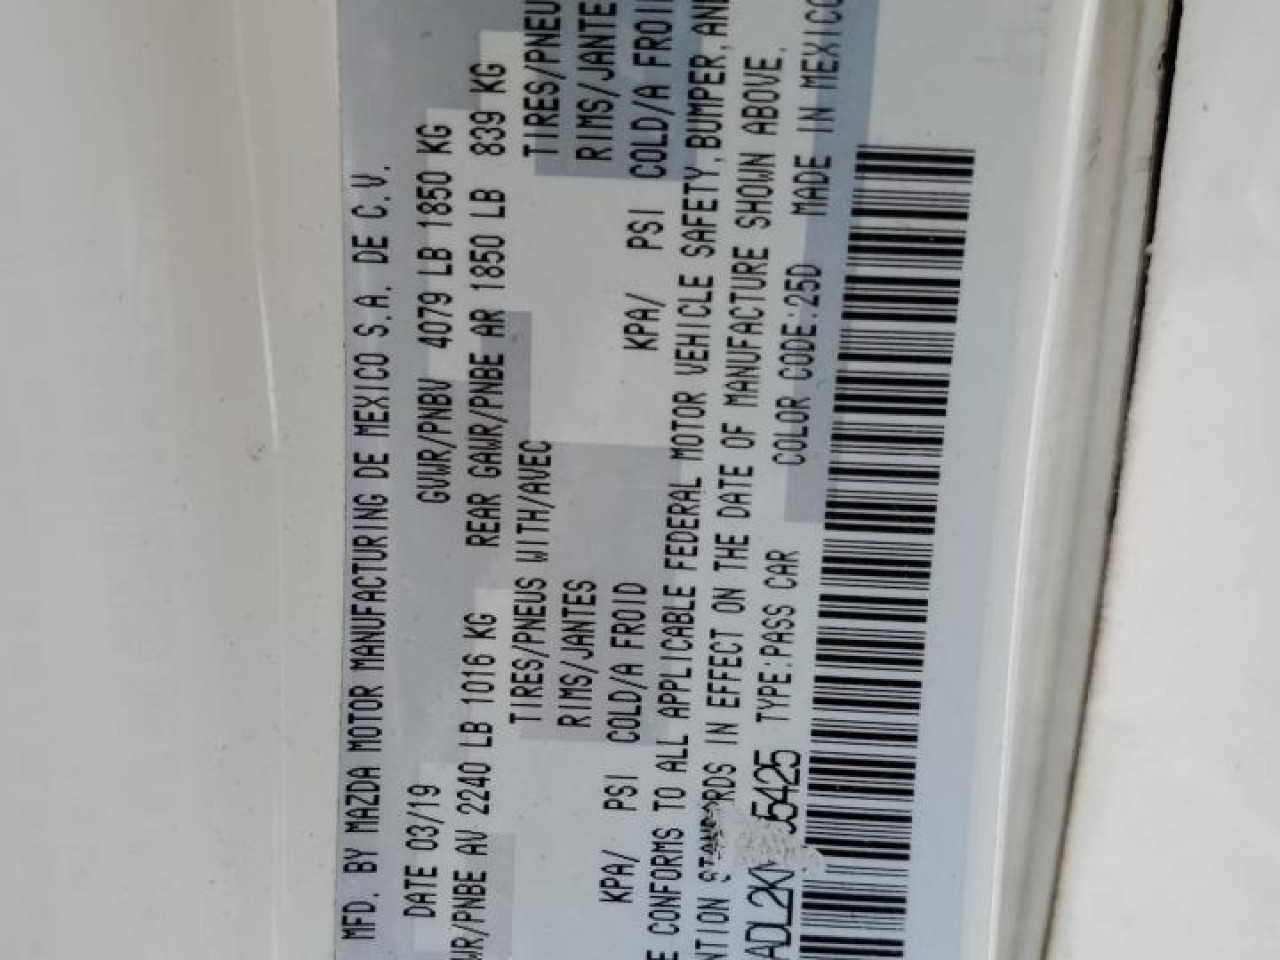 MFD. BY MAZDA MOTOR MANUFACTURING DE MEXICO S.A. DE C.V.
DATE 03/19 GVWR/PNBV 4079 LB 1850 KG
WR/PNBE AV 2240 LB 1016 KG REAR GAWR/PNBE AR 1850 LB 839 KG
TIRES/PNEUS WITH/AVEC TIRES/PNEU
RIMS/JANTES RIMS/JANTE
KPA/ PSI COLD/A FROID KPA/ PSI COLD/A FROI
E CONFORMS TO ALL APPLICABLE FEDERAL MOTOR VEHICLE SAFETY, BUMPER, AN
NTION RDS IN EFFECT ON THE DATE OF MANUFACTURE SHOWN ABOVE.
ADL2K 5425 TYPE:PASS CAR COLOR CODE:25D MADE IN MEXICO